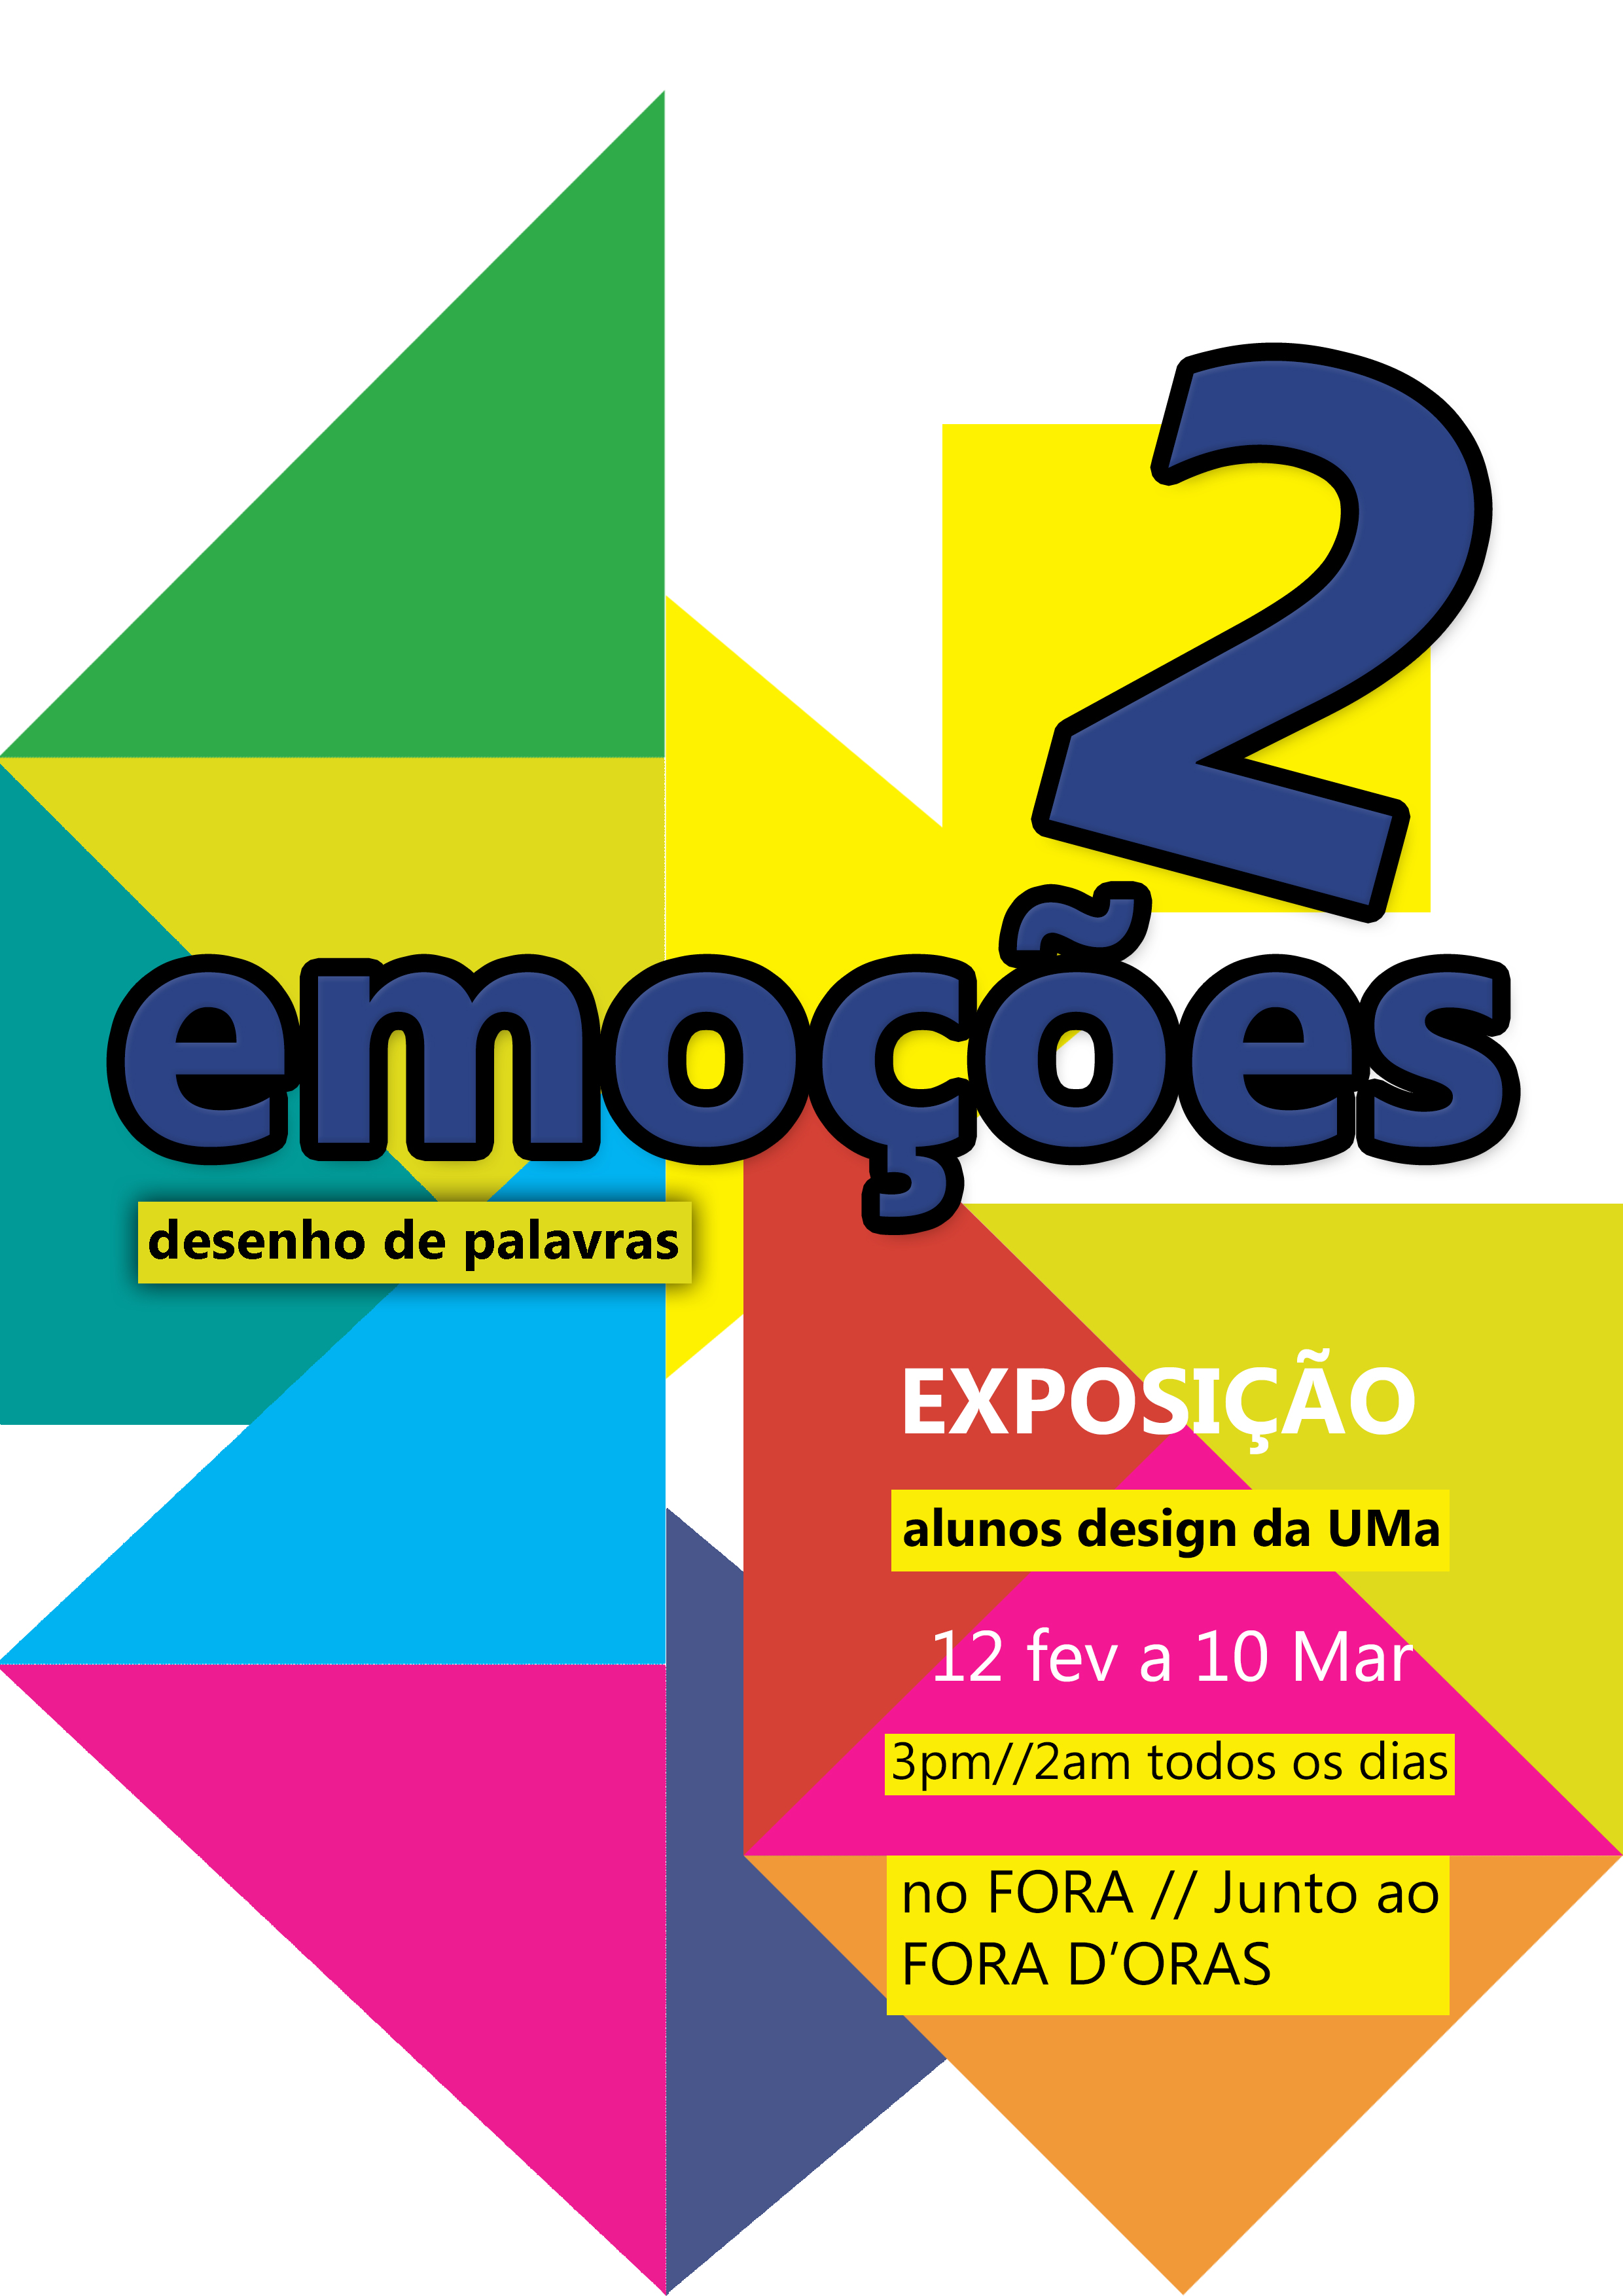 2
emoções
desenho de palavras
EXPOSIÇÃO
alunos design da UMa
12 fev a 10 Mar
3pm//2am todos os dias
no FORA // Junto ao
FORA D’ORAS